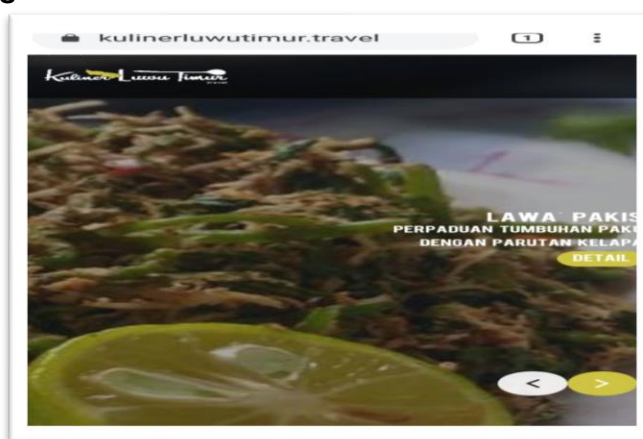 g
kulinerluwutimur.travel
1
Kuliner Luwu Timur
LAWA' PAKIS
PERPADUAN TUMBUHAN PAKU
DENGAN PARUTAN KELAPA
DETAIL
< >